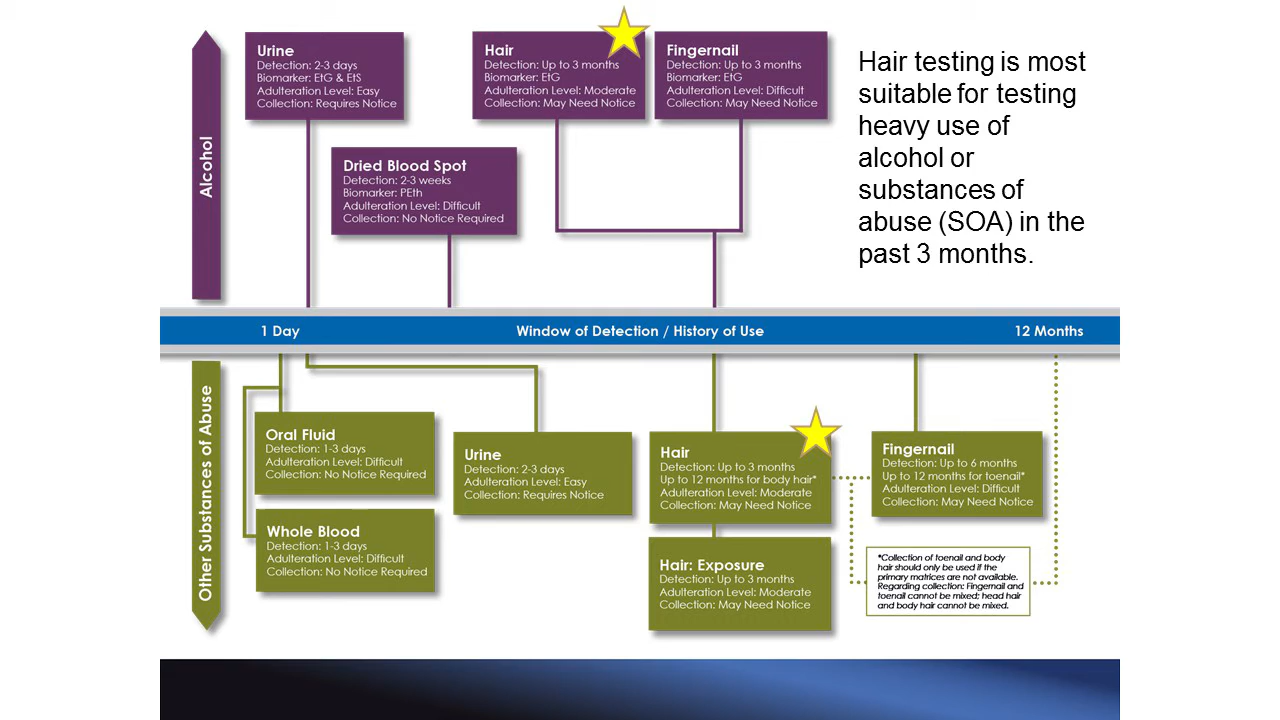 Urine
Detection: 2-3 days
Biomarker: EtG & EtS
Adulteration Level: Easy
Collection: Requires Notice
Hair
Detection: Up to 3 months
Biomarker: EtG
Adulteration Level: Moderate
Collection: May Need Notice
Fingernail
Detection: Up to 3 months
Biomarker: EtG
Adulteration Level: Difficult
Collection: May Need Notice
Hair testing is most
suitable for testing
heavy use of
alcohol or
substances of
abuse (SOA) in the
past 3 months.
Alcohol
Dried Blood Spot
Detection: 2-3 weeks
Biomarker: PEth
Adulteration Level: Difficult
Collection: No Notice Required
1 Day
Window of Detection / History of Use
12 Months
Other Substances of Abuse
Oral Fluid
Detection: 1-3 days
Adulteration Level: Difficult
Collection: No Notice Required
Whole Blood
Detection: 1-3 days
Adulteration Level: Difficult
Collection: No Notice Required
Urine
Detection: 2-3 days
Adulteration Level: Easy
Collection: Requires Notice
Hair
Detection: Up to 3 months
Up to 12 months for body hair*
Adulteration Level: Moderate
Collection: May Need Notice
Hair: Exposure
Detection: Up to 3 months
Adulteration Level: Moderate
Collection: May Need Notice
Fingernail
Detection: Up to 6 months
Up to 12 months for toenail*
Adulteration Level: Difficult
Collection: May Need Notice
*Collection of toenail and body
hair should only be used if the
primary matrices are not available.
Regarding collection: Fingernail and
toenail cannot be mixed; head hair
and body hair cannot be mixed.